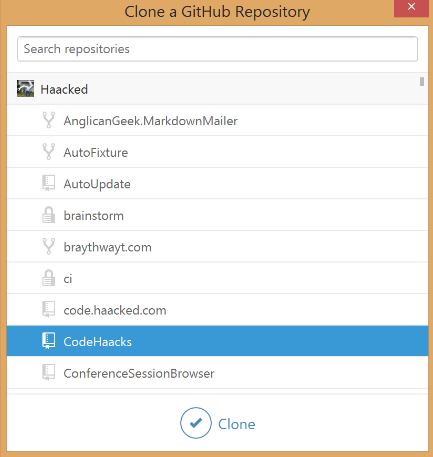 Clone a GitHub Repository
Search repositories
Haacked
AnglicanGeek.MarkdownMailer
AutoFixture
AutoUpdate
brainstorm
braythwayt.com
ci
code.haacked.com
CodeHaacks
ConferenceSessionBrowser
Clone